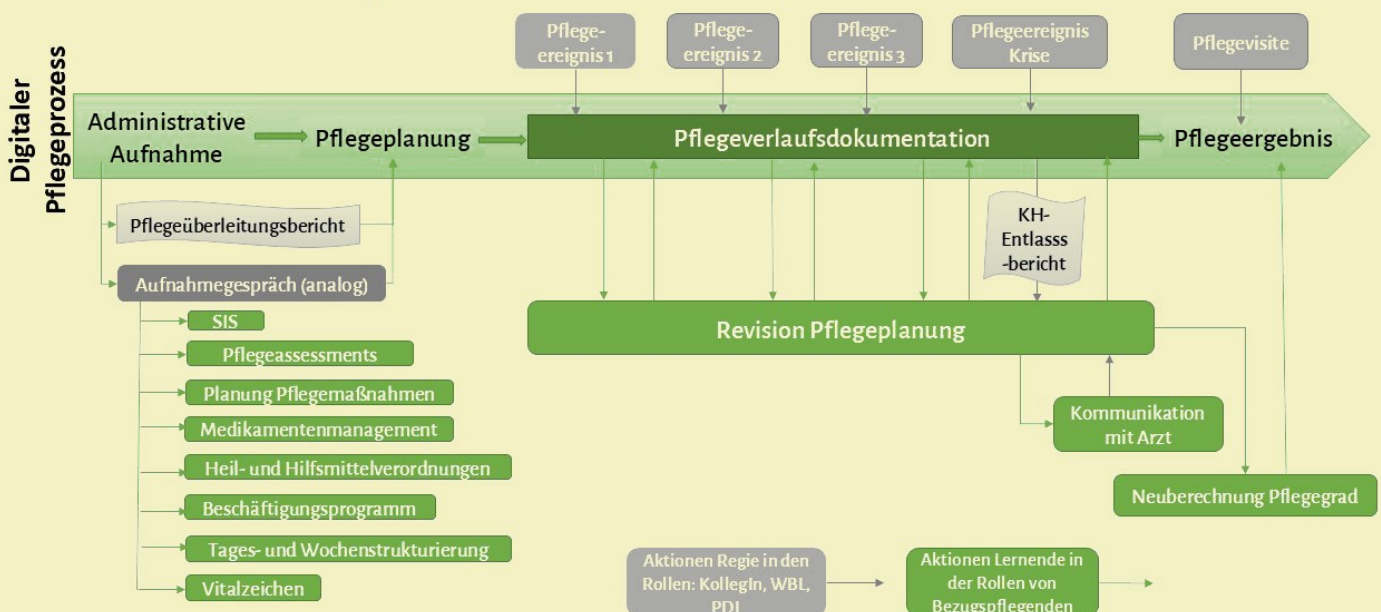 Digitaler
Pflegeprozess
Pflege-
ereignis 1
Pflege-
ereignis 2
Pflege-
ereignis 3
Pflegeereignis
Krise
Pflegevisite
Administrative
Aufnahme
Pflegeplanung
Pflegeverlaufsdokumentation
Pflegeergebnis
Pflegeüberleitungsbericht
Aufnahmegespräch (analog)
SIS
Pflegeassessments
Planung Pflegemaßnahmen
Medikamentenmanagement
Heil- und Hilfsmittelverordnungen
Beschäftigungsprogramm
Tages- und Wochenstrukturierung
Vitalzeichen
KH-
Entlasss
-bericht
Revision Pflegeplanung
Kommunikation
mit Arzt
Neuberechnung Pflegegrad
Aktionen Regie in den
Rollen: KollegIn, WBL,
PDL
Aktionen Lernende in
der Rollen von
Bezugspflegenden